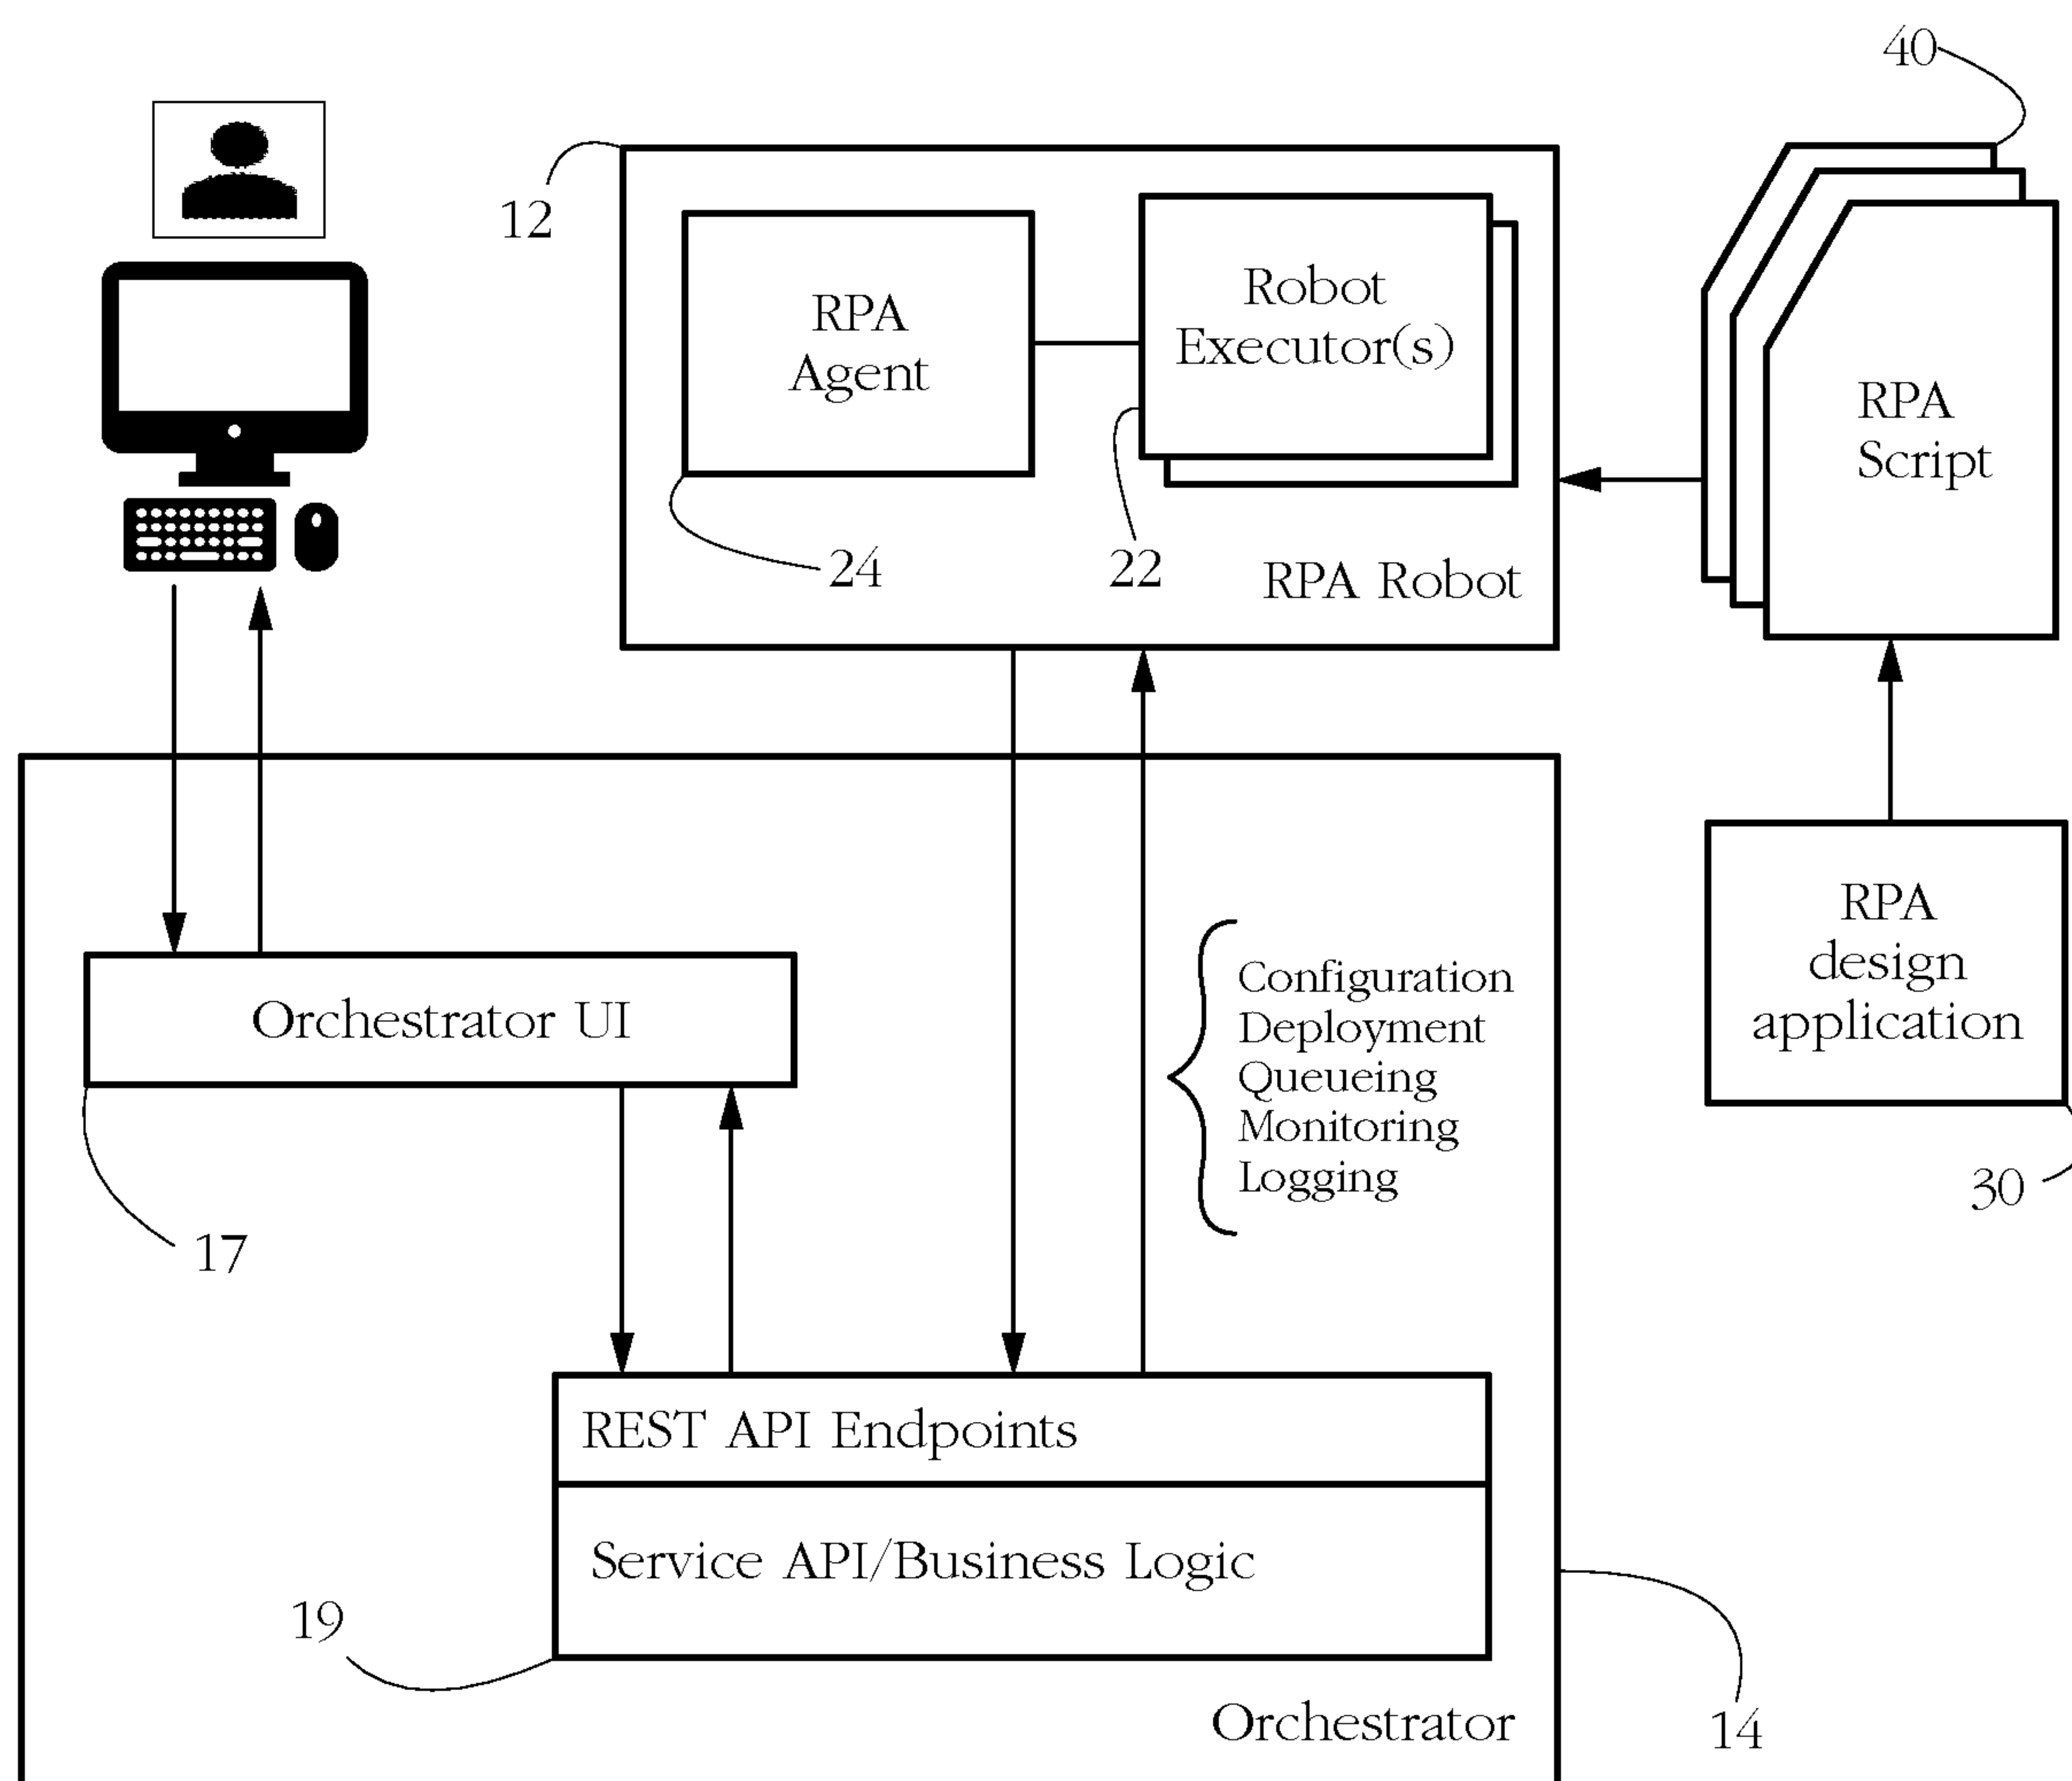 40
12
RPA
Agent
Robot
Executor(s)
RPA
Script
24
22
RPA Robot
Orchestrator UI
Configuration
Deployment
Queueing
Monitoring
Logging
RPA
design
application
30
17
REST API Endpoints
Service API/Business Logic
19
Orchestrator
14